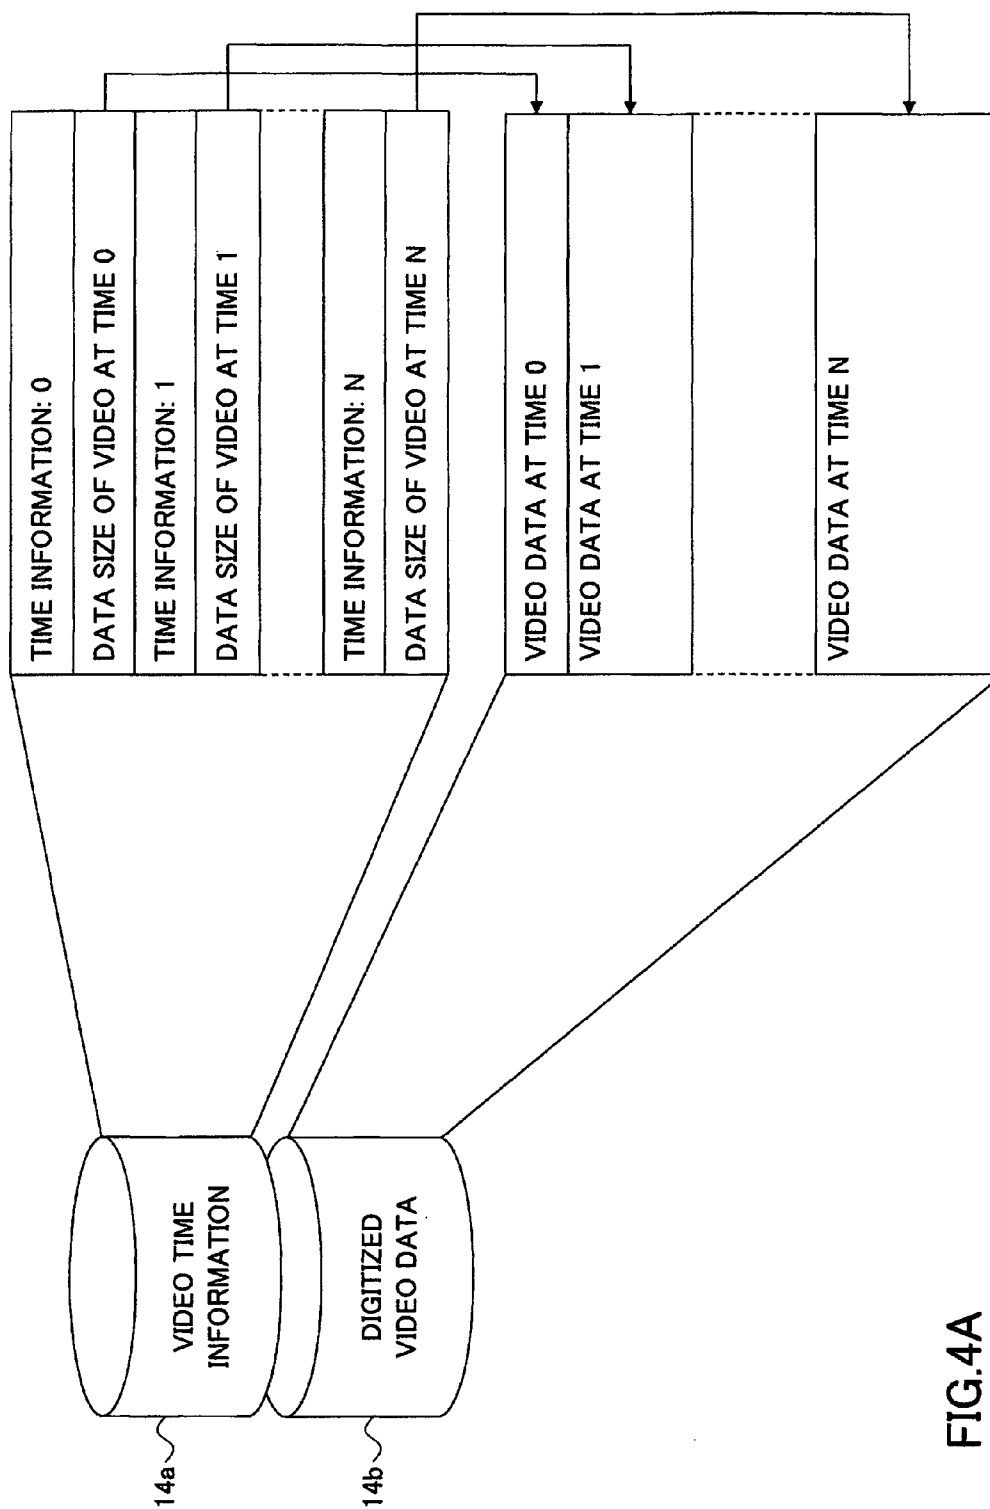 14a
VIDEO TIME
INFORMATION
14b
DIGITIZED
VIDEO DATA
TIME INFORMATION: 0
DATA SIZE OF VIDEO AT TIME 0
TIME INFORMATION: 1
DATA SIZE OF VIDEO AT TIME 1
TIME INFORMATION: N
DATA SIZE OF VIDEO AT TIME N
VIDEO DATA AT TIME 0
VIDEO DATA AT TIME 1
VIDEO DATA AT TIME N
FIG.4A